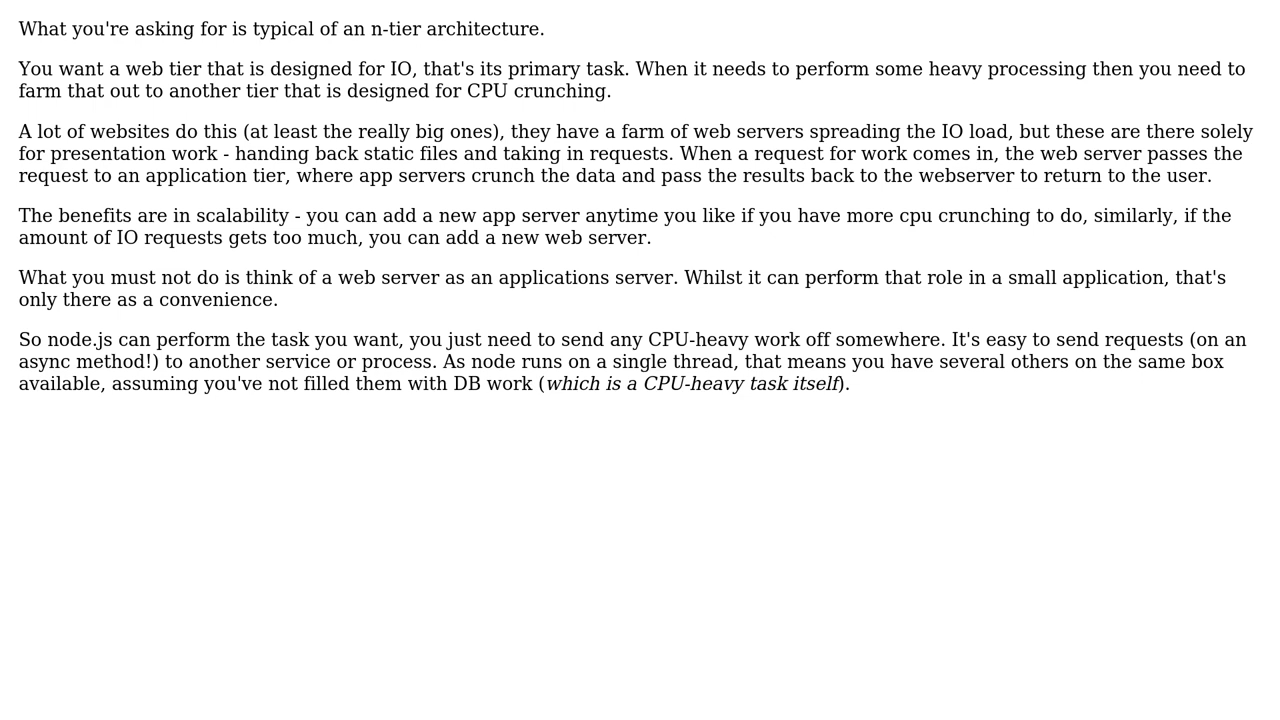 What you're asking for is typical of an n-tier architecture.
You want a web tier that is designed for IO, that's its primary task. When it needs to perform some heavy processing then you need to
farm that out to another tier that is designed for CPU crunching.
A lot of websites do this (at least the really big ones), they have a farm of web servers spreading the IO load, but these are there solely
for presentation work - handing back static files and taking in requests. When a request for work comes in, the web server passes the
request to an application tier, where app servers crunch the data and pass the results back to the webserver to return to the user.
The benefits are in scalability - you can add a new app server anytime you like if you have more cpu crunching to do, similarly, if the
amount of IO requests gets too much, you can add a new web server.
What you must not do is think of a web server as an applications server. Whilst it can perform that role in a small application, that's
only there as a convenience.
So node.js can perform the task you want, you just need to send any CPU-heavy work off somewhere. It's easy to send requests (on an
async method!) to another service or process. As node runs on a single thread, that means you have several others on the same box
available, assuming you've not filled them with DB work (which is a CPU-heavy task itself).